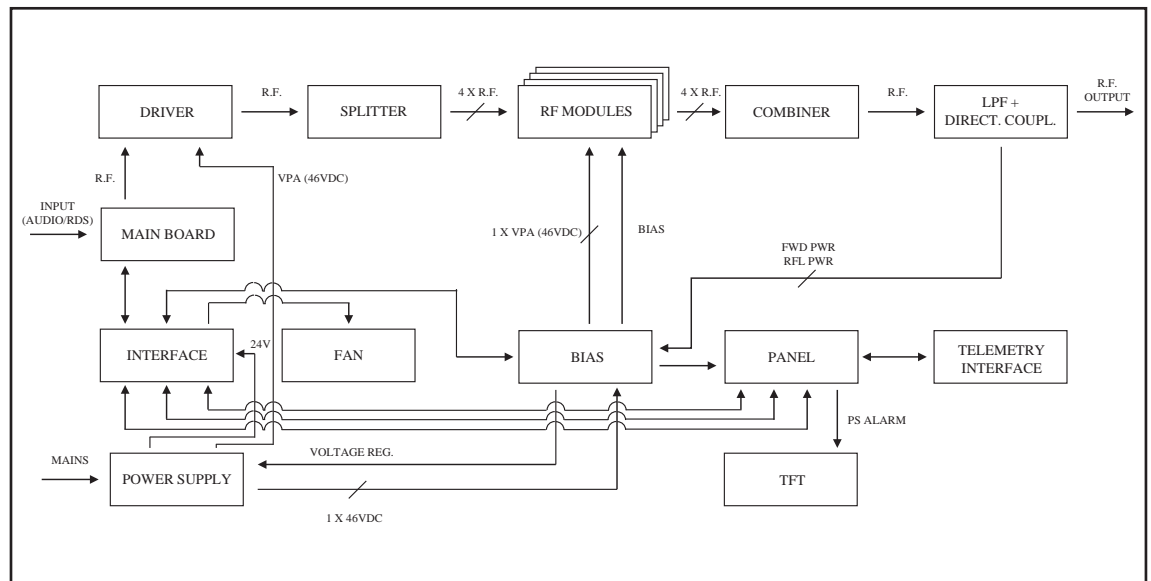 R.F.
4 X R.F.
4 X R.F.
R.F.
R.F.
OUTPUT
DRIVER
SPLITTER
RF MODULES
COMBINER
LPF +
DIRECT. COUPL.
R.F.
VPA (46VDC)
INPUT
(AUDIO/RDS)
MAIN BOARD
1 X VPA (46VDC)
BIAS
FWD PWR
RFL PWR
24V
INTERFACE
FAN
BIAS
PANEL
TELEMETRY
INTERFACE
PS ALARM
MAINS
POWER SUPPLY
VOLTAGE REG.
1 X 46VDC
TFT